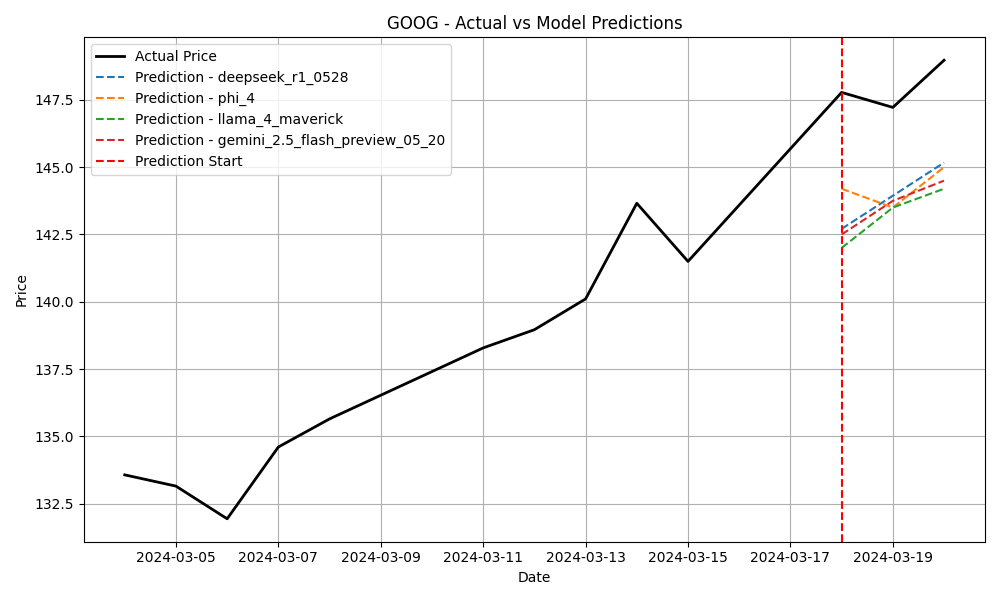 GOOG - Actual vs Model Predictions
Actual Price
Prediction - deepseek_r1_0528
Prediction - phi_4
Prediction - llama_4_maverick
Prediction - gemini_2.5_flash_preview_05_20
Prediction Start
Price
147.5
145.0
142.5
140.0
137.5
135.0
132.5
2024-03-05 2024-03-07 2024-03-09 2024-03-11 2024-03-13 2024-03-15 2024-03-17 2024-03-19
Date